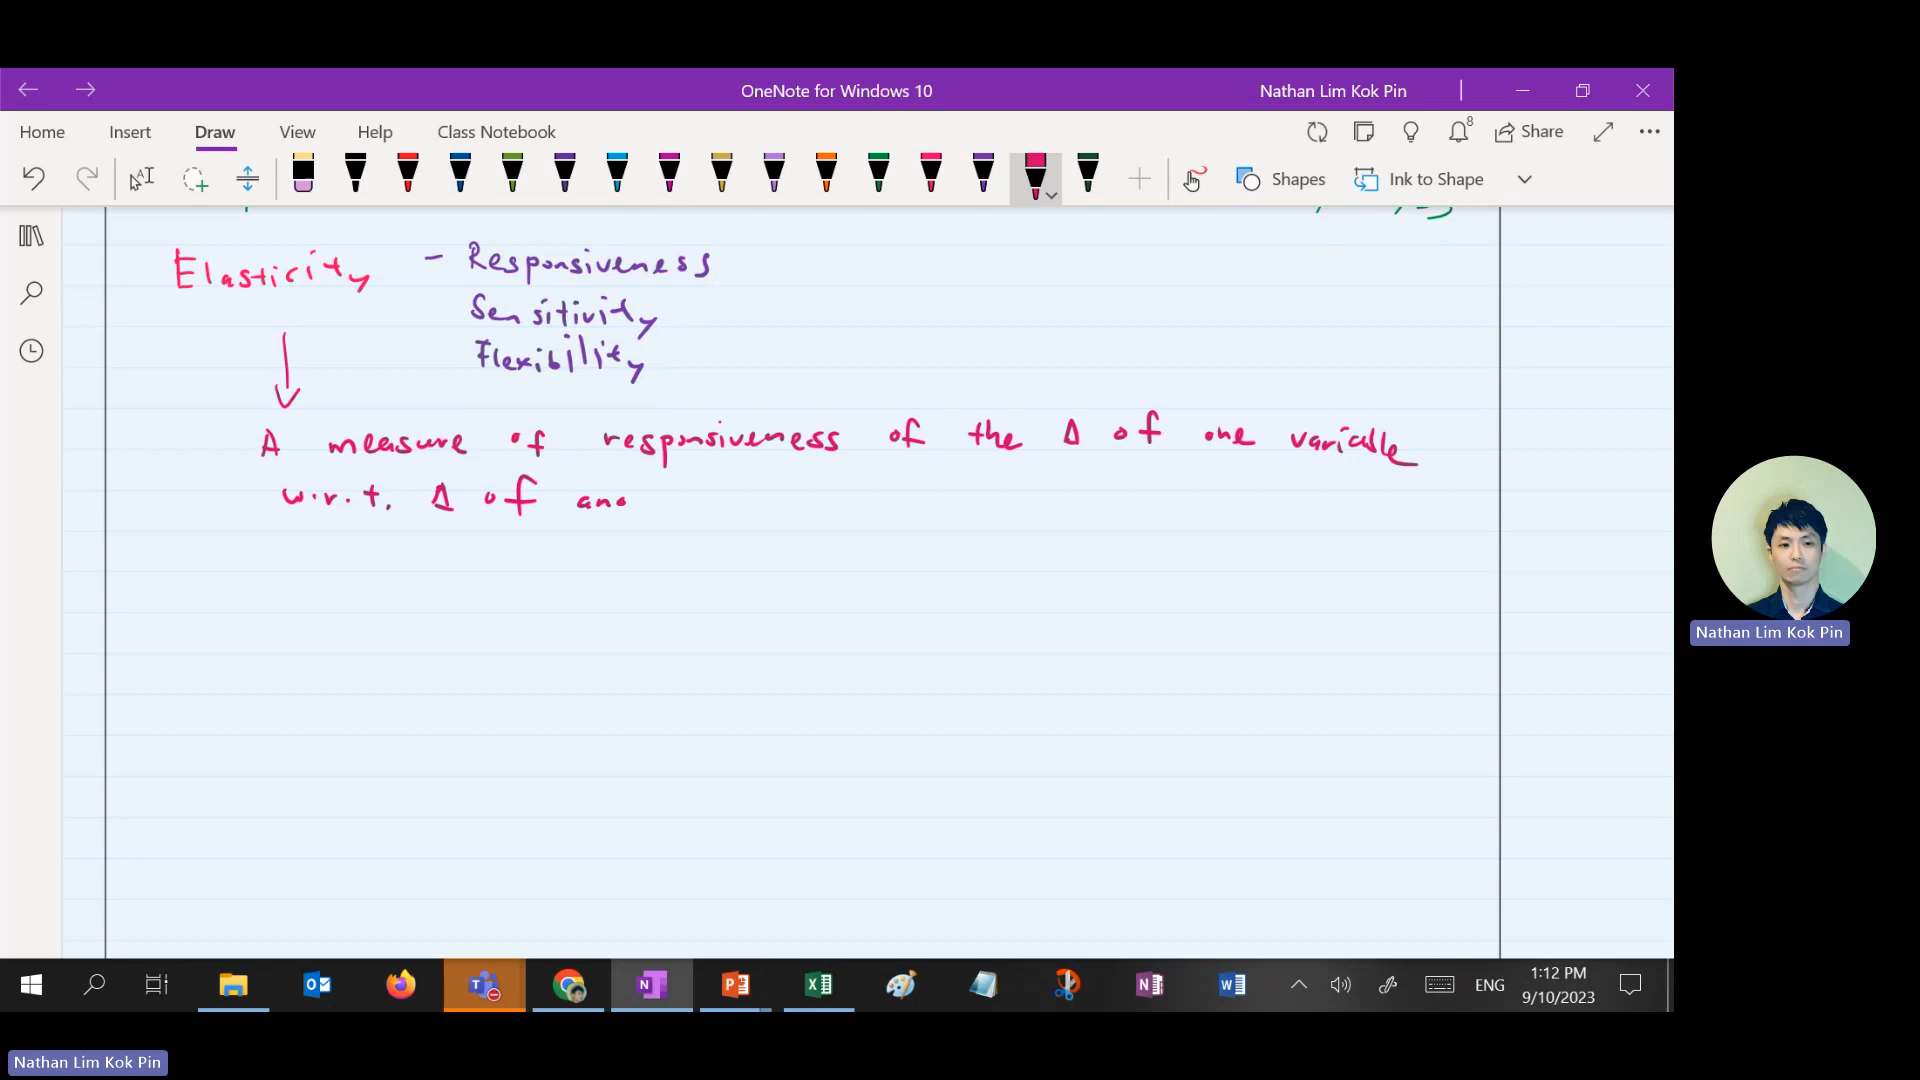 OneNote for Windows 10
Nathan Lim Kok Pin
Home Insert Draw View Help Class Notebook
8
Share
Shapes
Ink to Shape
Elasticity - Responsiveness
Sensitivity
Flexibility
A measure of responsiveness of the Δ of one variable
w.r.t. Δ of ano
Nathan Lim Kok Pin
ENG
1:12 PM
9/10/2023
Nathan Lim Kok Pin